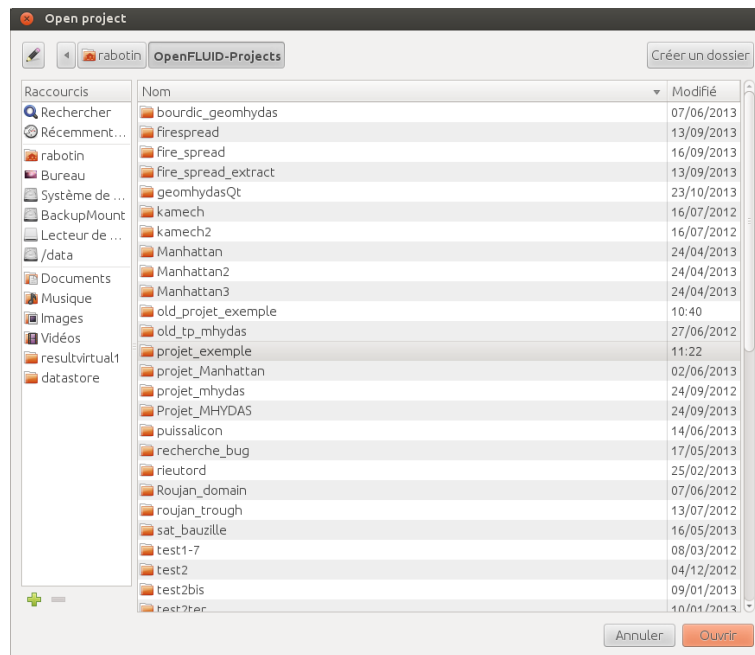 Open project
rabotin OpenFLUID-Projects Créer un dossier
Raccourcis Nom Modifié
Rechercher bourdic_geomhydas 07/06/2013
Récemment... firespread 13/09/2013
fire_spread 16/09/2013
rabotin fire_spread_extract 13/09/2013
Bureau geomhydasQt 23/10/2013
Système de ... kamech 16/07/2012
BackupMount kamech2 16/07/2012
Lecteur de ... Manhattan 24/04/2013
/data Manhattan2 24/04/2013
Documents Manhattan3 24/04/2013
Musique old_projet_exemple 10:40
Images old_tp_mhydas 27/06/2012
Vidéos projet_exemple 11:22
resultvirtual1 projet_Manhattan 02/06/2013
datastore projet_mhydas 24/09/2012
Projet_MHYDAS 24/09/2013
puissalicon 14/06/2013
recherche_bug 17/05/2013
rieutord 25/02/2013
Roujan_domain 07/06/2012
roujan_trough 13/07/2012
sat_bauzille 16/05/2013
test1-7 08/03/2012
test2 04/12/2012
test2bis 09/01/2013
test2ter 10/01/2013
Annuler Ouvrir